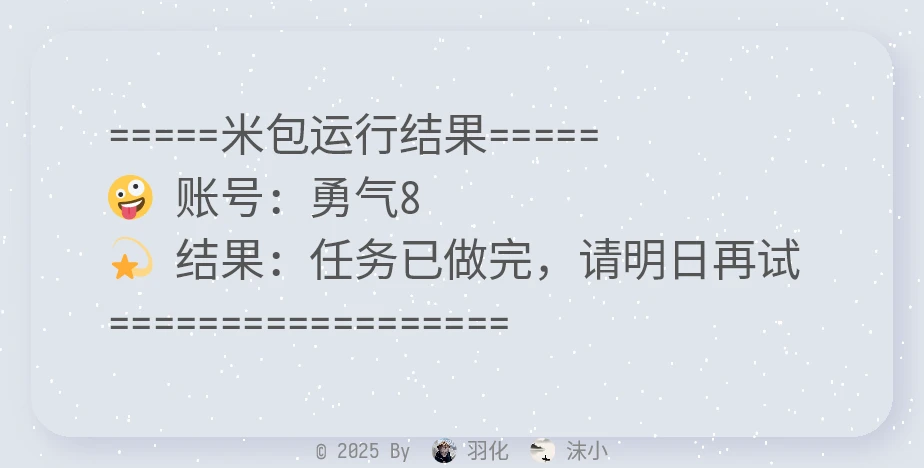 =====米包运行结果=====
🤪 账号：勇气8
💫 结果：任务已做完，请明日再试
==================
© 2025 By 羽化 沫小